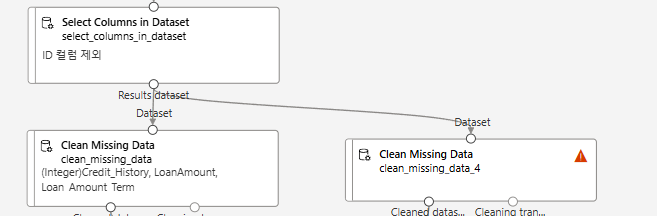 Select Columns in Dataset
select_columns_in_dataset
ID 컬럼 제외
Results dataset
Dataset
Dataset
Clean Missing Data
clean_missing_data
(Integer)Credit_History, LoanAmount,
Loan_Amount_Term
Clean Missing Data
clean_missing_data_4
Cleaned datas...
Cleaning tran...